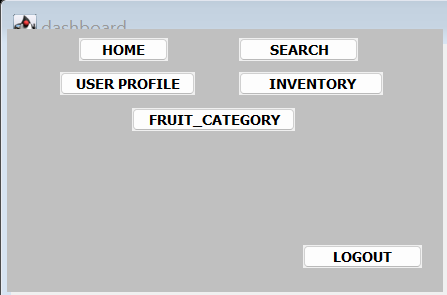 dashboard
HOME SEARCH
USER PROFILE INVENTORY
FRUIT_CATEGORY
LOGOUT